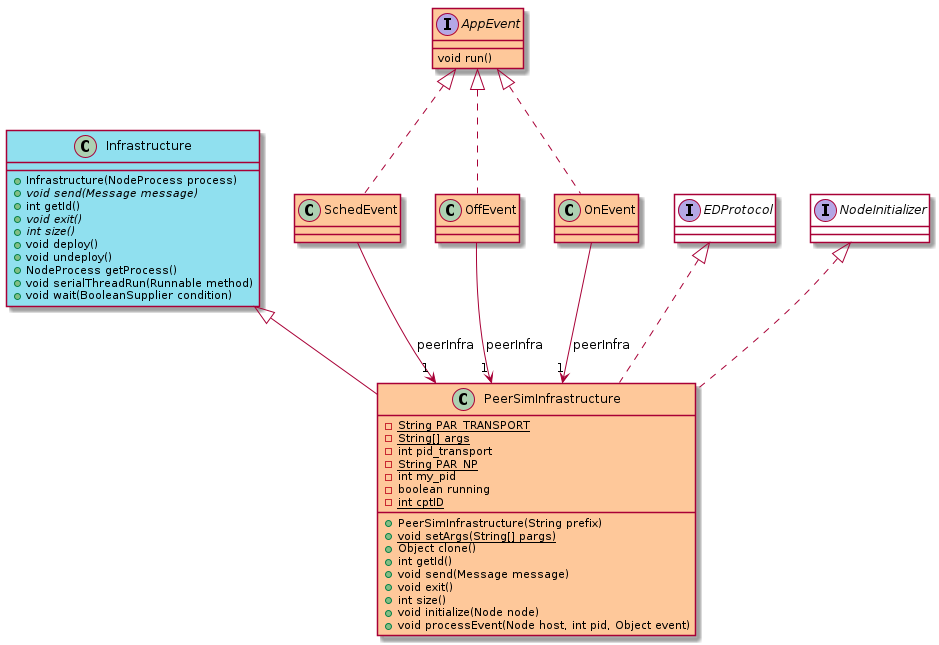 I AppEvent
void run()
C Infrastructure
Infrastructure(NodeProcess process)
void send(Message message)
int getId()
void exit()
int size()
void deploy()
void undeploy()
NodeProcess getProcess()
void serialThreadRun(Runnable method)
void wait(BooleanSupplier condition)
C SchedEvent
C OffEvent
C OnEvent
I EDProtocol
I NodeInitializer
peerInfra
peerInfra
peerInfra
1
1
1
C PeerSimInfrastructure
String PAR_TRANSPORT
String[] args
int pid_transport
String PAR_NP
int my_pid
boolean running
int cptID
PeerSimInfrastructure(String prefix)
void setArgs(String[] pargs)
Object clone()
int getId()
void send(Message message)
void exit()
int size()
void initialize(Node node)
void processEvent(Node host, int pid, Object event)